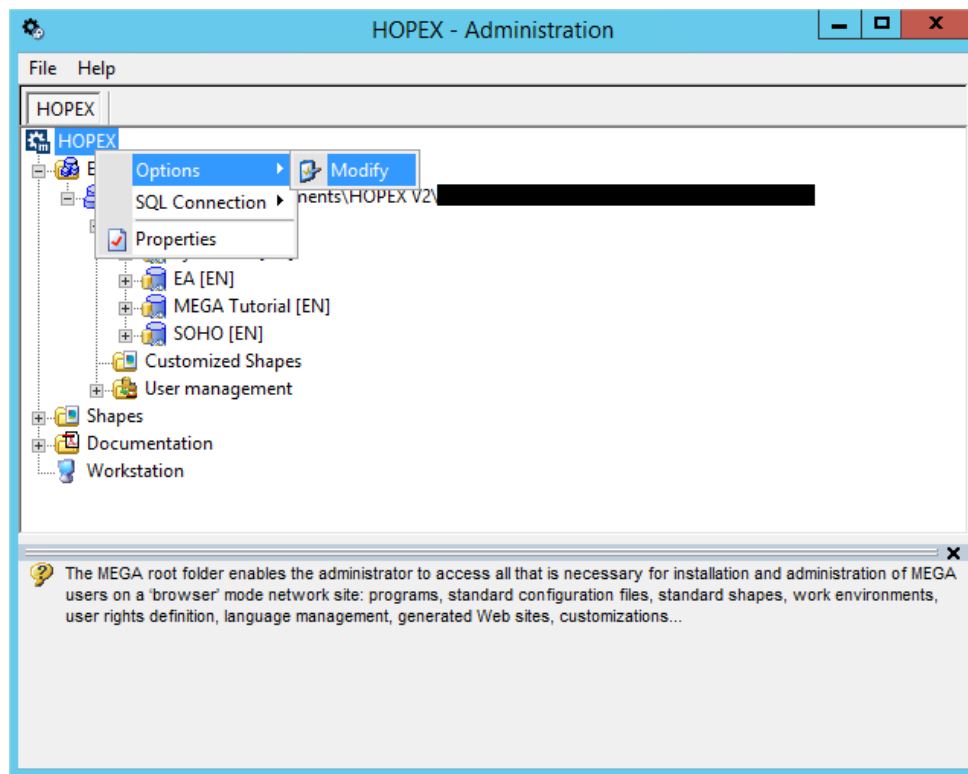 HOPEX - Administration
File Help
HOPEX
HOPEX
Options Modify
SQL Connection nents\HOPEX V2\
Properties
EA [EN]
MEGA Tutorial [EN]
SOHO [EN]
Customized Shapes
User management
Shapes
Documentation
Workstation
The MEGA root folder enables the administrator to access all that is necessary for installation and administration of MEGA
users on a 'browser' mode network site: programs, standard configuration files, standard shapes, work environments,
user rights definition, language management, generated Web sites, customizations...